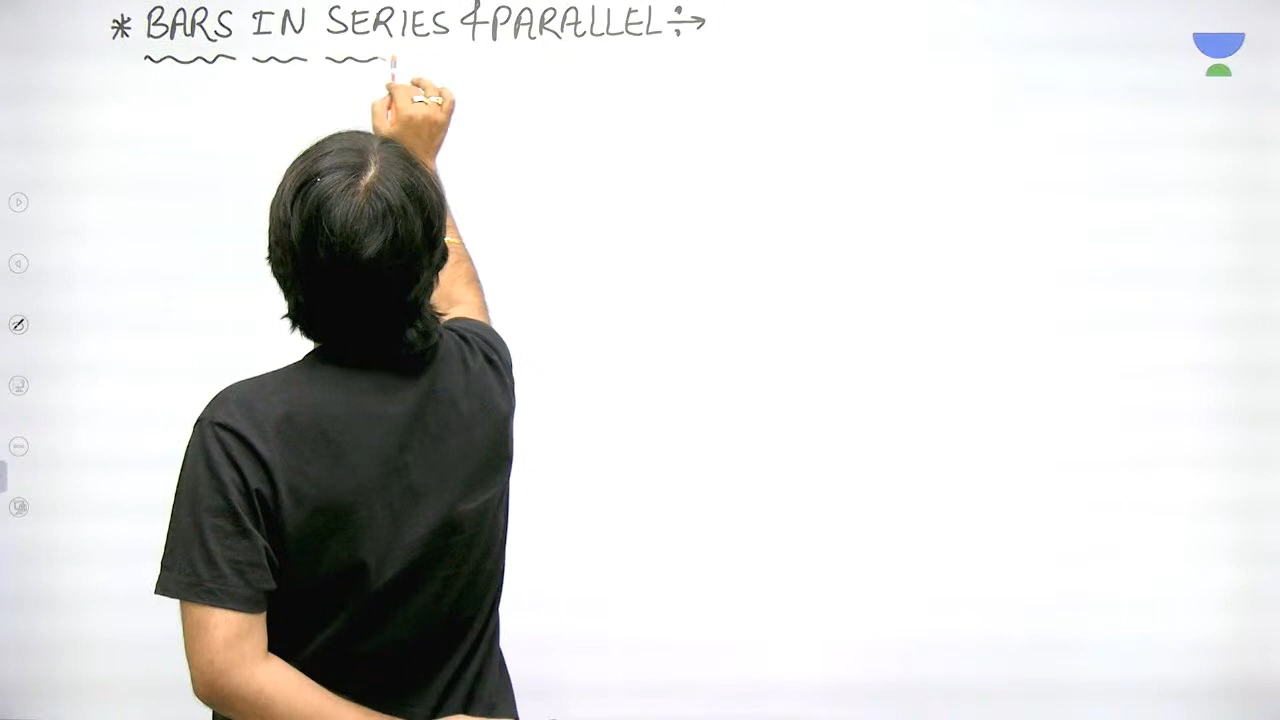 * BARS IN SERIES & PARALLEL ÷→